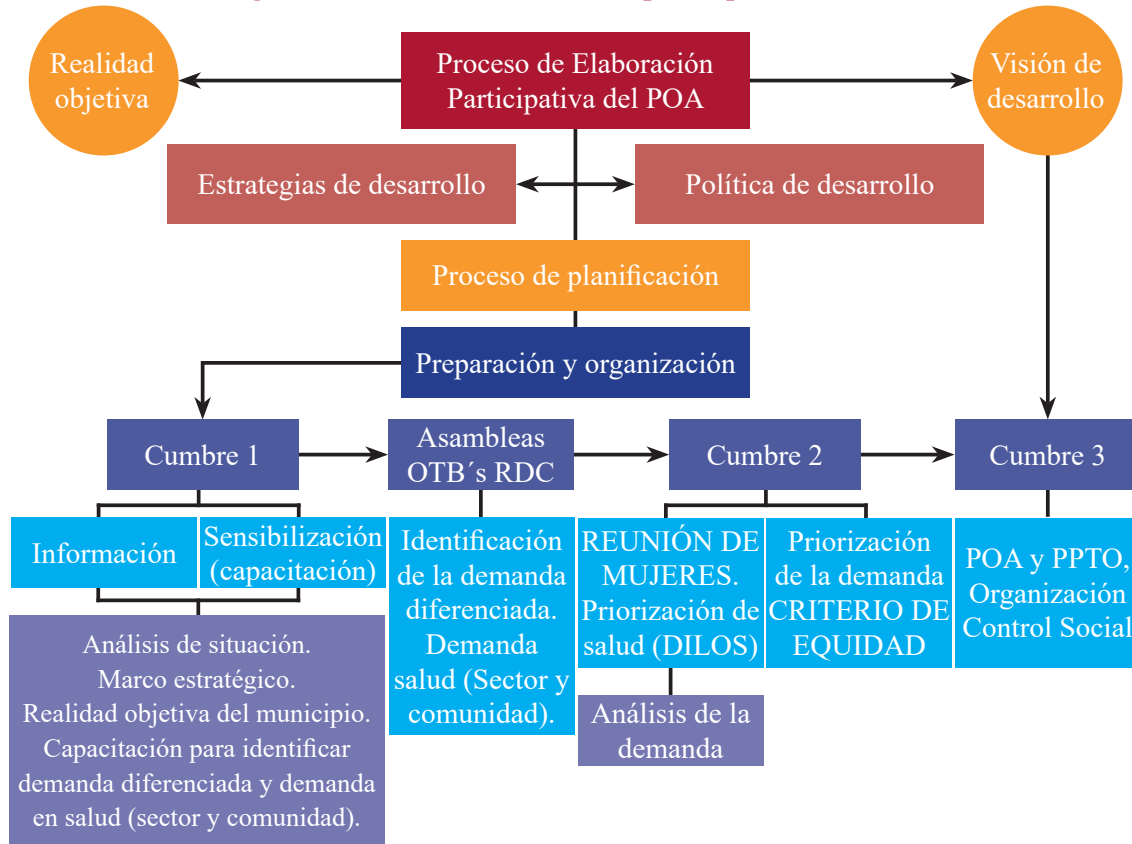 Realidad
objetiva
Proceso de Elaboración
Participativa del POA
Visión de
desarrollo
Estrategias de desarrollo
Política de desarrollo
Proceso de planificación
Preparación y organización
Cumbre 1
Asambleas
OTB´s RDC
Cumbre 2
Cumbre 3
Información
Sensibilización
(capacitación)
Identificación
de la demanda
diferenciada.
Demanda
salud (Sector y
comunidad).
REUNIÓN DE
MUJERES.
Priorización de
salud (DILOS)
Priorización
de la demanda
CRITERIO DE
EQUIDAD
POA y PPTO,
Organización
Control Social
Análisis de situación.
Marco estratégico.
Realidad objetiva del municipio.
Capacitación para identificar
demanda diferenciada y demanda
en salud (sector y comunidad).
Análisis de la
demanda